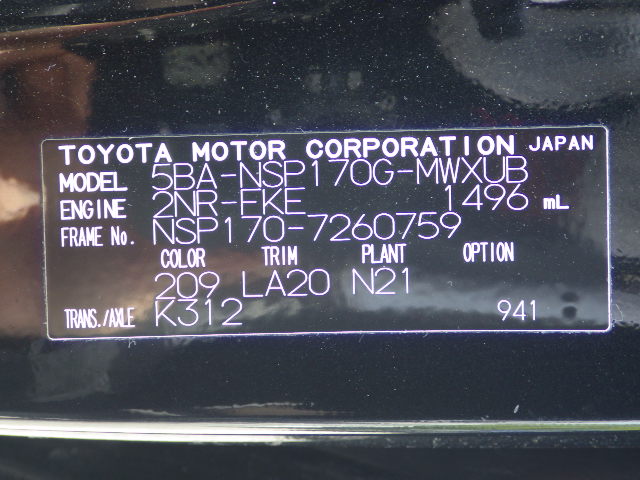 TOYOTA MOTOR CORPORATION JAPAN
MODEL 5BA-NSP170G-MWXUB
ENGINE 2NR-FKE 1496 mL
FRAME No. NSP170-7260759
COLOR TRIM PLANT OPTION
209 LA20 N21
TRANS./AXLE K312 941